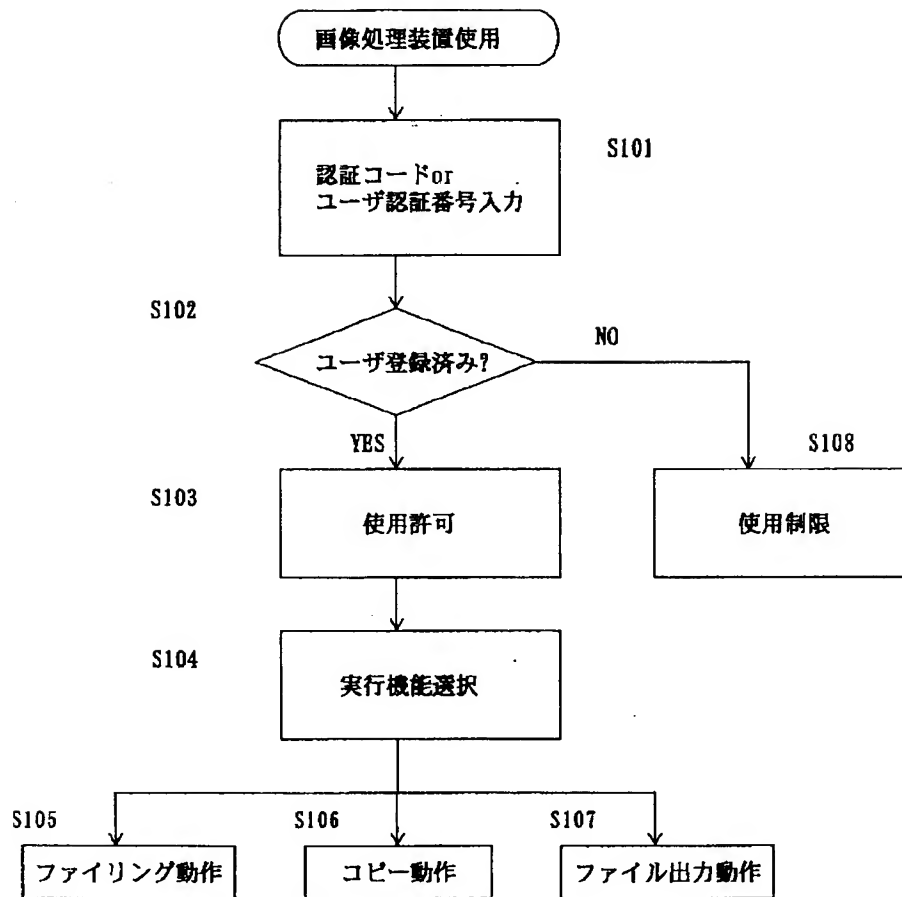 画像処理装置使用
S101
認証コードor
ユーザ認証番号入力
S102
ユーザ登録済み?
NO
YES
S108
S103
使用許可
使用制限
S104
実行機能選択
S105
S106
S107
ファイリング動作
コピー動作
ファイル出力動作